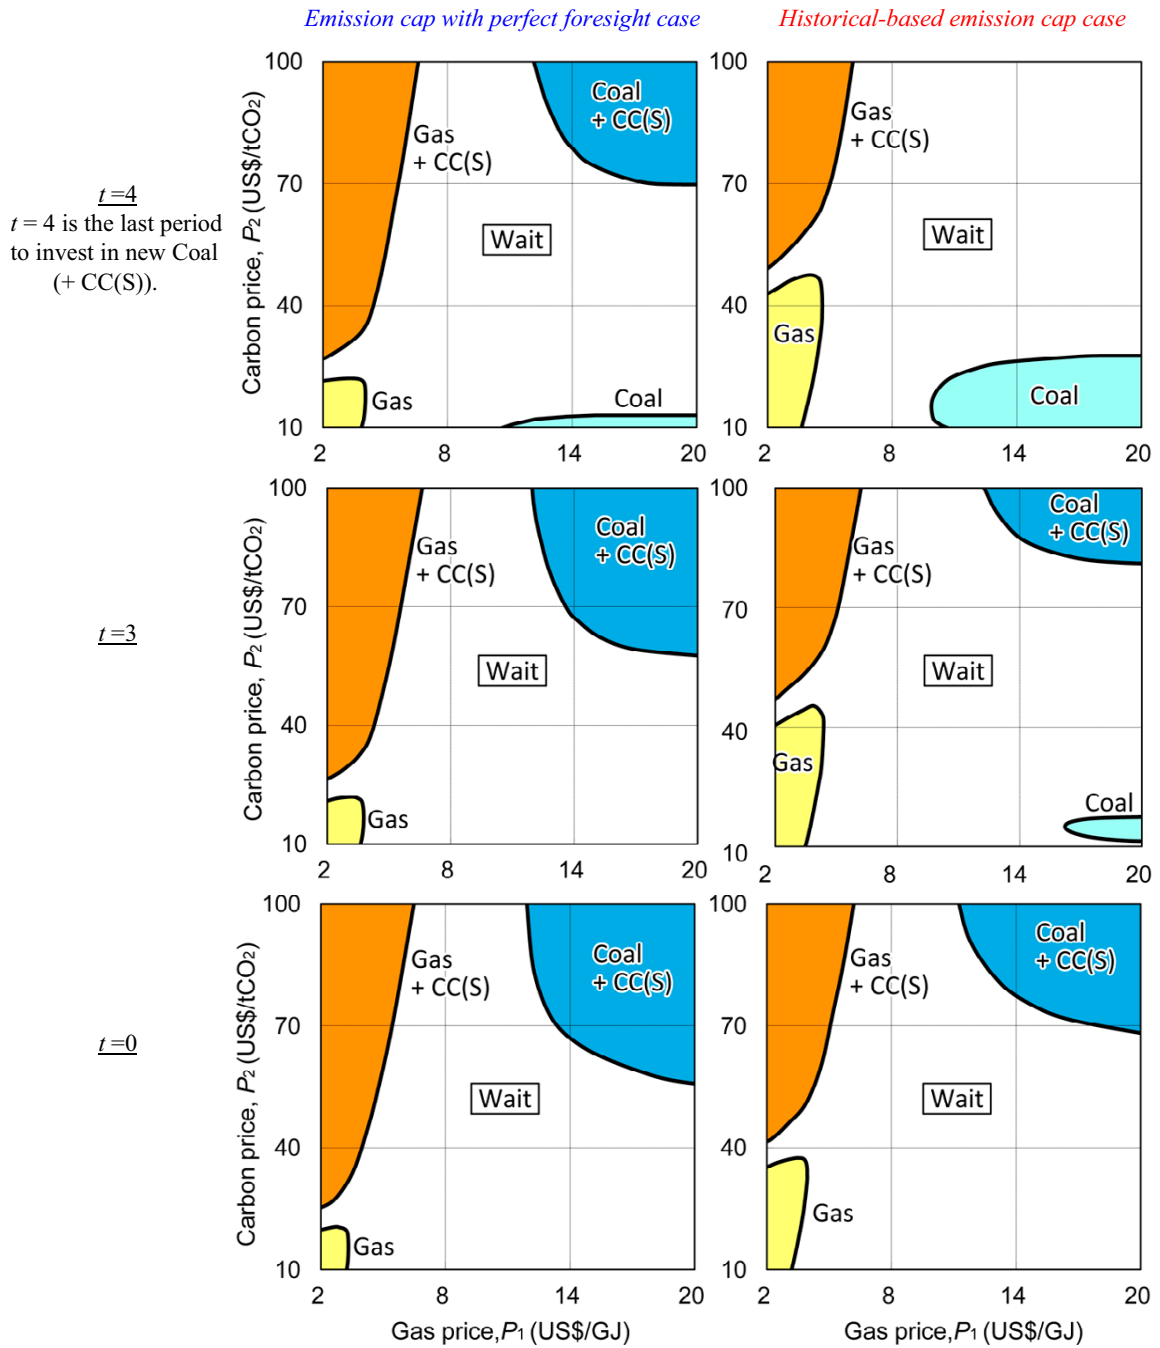 Emission cap with perfect foresight case
Historical-based emission cap case
t =4
t = 4 is the last period
to invest in new Coal
(+ CC(S)).
Carbon price, P2 (US$/tCO2)
100
70
40
10
2
8
14
20
Gas
+ CC(S)
Coal
+ CC(S)
Wait
Gas
Coal
100
70
40
10
2
8
14
20
Gas
+ CC(S)
Wait
Gas
Coal
t =3
Carbon price, P2 (US$/tCO2)
100
70
40
10
2
8
14
20
Gas
+ CC(S)
Coal
+ CC(S)
Wait
Gas
100
70
40
10
2
8
14
20
Gas
+ CC(S)
Coal
+ CC(S)
Wait
Gas
Coal
t =0
Carbon price, P2 (US$/tCO2)
100
70
40
10
2
8
14
20
Gas
+ CC(S)
Coal
+ CC(S)
Wait
Gas
Gas price,P1 (US$/GJ)
100
70
40
10
2
8
14
20
Gas
+ CC(S)
Coal
+ CC(S)
Wait
Gas
Gas price,P1 (US$/GJ)